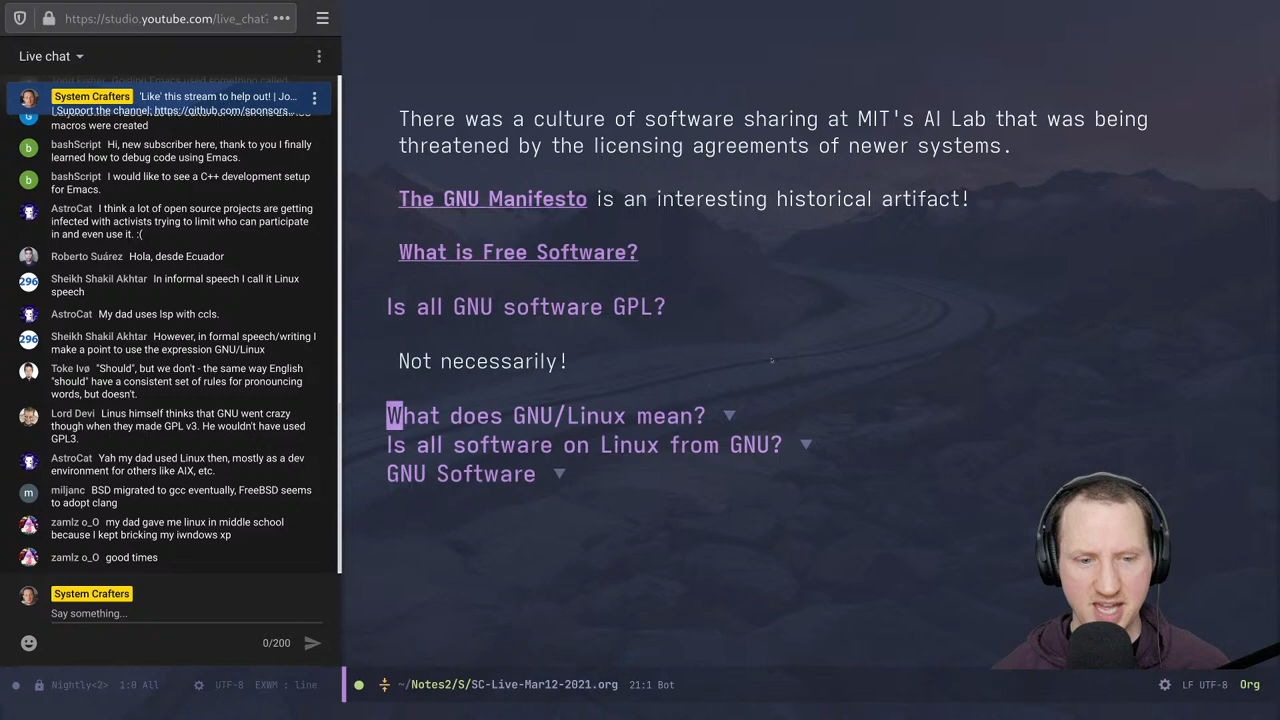 https://studio.youtube.com/live_chat?
Live chat
System Crafters 'Like' this stream to help out! | Jo...
| Support the channel: https://github.com/sponsors...
macros were created
bashScript Hi, new subscriber here, thank to you I finally
learned how to debug code using Emacs.
bashScript I would like to see a C++ development setup
for Emacs.
AstroCat I think a lot of open source projects are getting
infected with activists trying to limit who can participate
in and even use it. :(
Roberto Suárez Hola, desde Ecuador
Sheikh Shakil Akhtar In informal speech I call it Linux
speech
AstroCat My dad uses lsp with ccls.
Sheikh Shakil Akhtar However, in formal speech/writing I
make a point to use the expression GNU/Linux
Toke Ivø "Should", but we don't - the same way English
"should" have a consistent set of rules for pronouncing
words, but doesn't.
Lord Devi Linus himself thinks that GNU went crazy
though when they made GPL v3. He wouldn't have used
GPL3.
AstroCat Yah my dad used Linux then, mostly as a dev
environment for others like AIX, etc.
miljanc BSD migrated to gcc eventually, FreeBSD seems
to adopt clang
zamlz o_O my dad gave me linux in middle school
because I kept bricking my iwndows xp
zamlz o_O good times
System Crafters
Say something...
0/200
Nightly<2> 1:0 All UTF-8 EXWM : line
There was a culture of software sharing at MIT's AI Lab that was being
threatened by the licensing agreements of newer systems.
The GNU Manifesto is an interesting historical artifact!
What is Free Software?
Is all GNU software GPL?
Not necessarily!
What does GNU/Linux mean?
Is all software on Linux from GNU?
GNU Software
~/Notes2/S/SC-Live-Mar12-2021.org 21:1 Bot LF UTF-8 Org